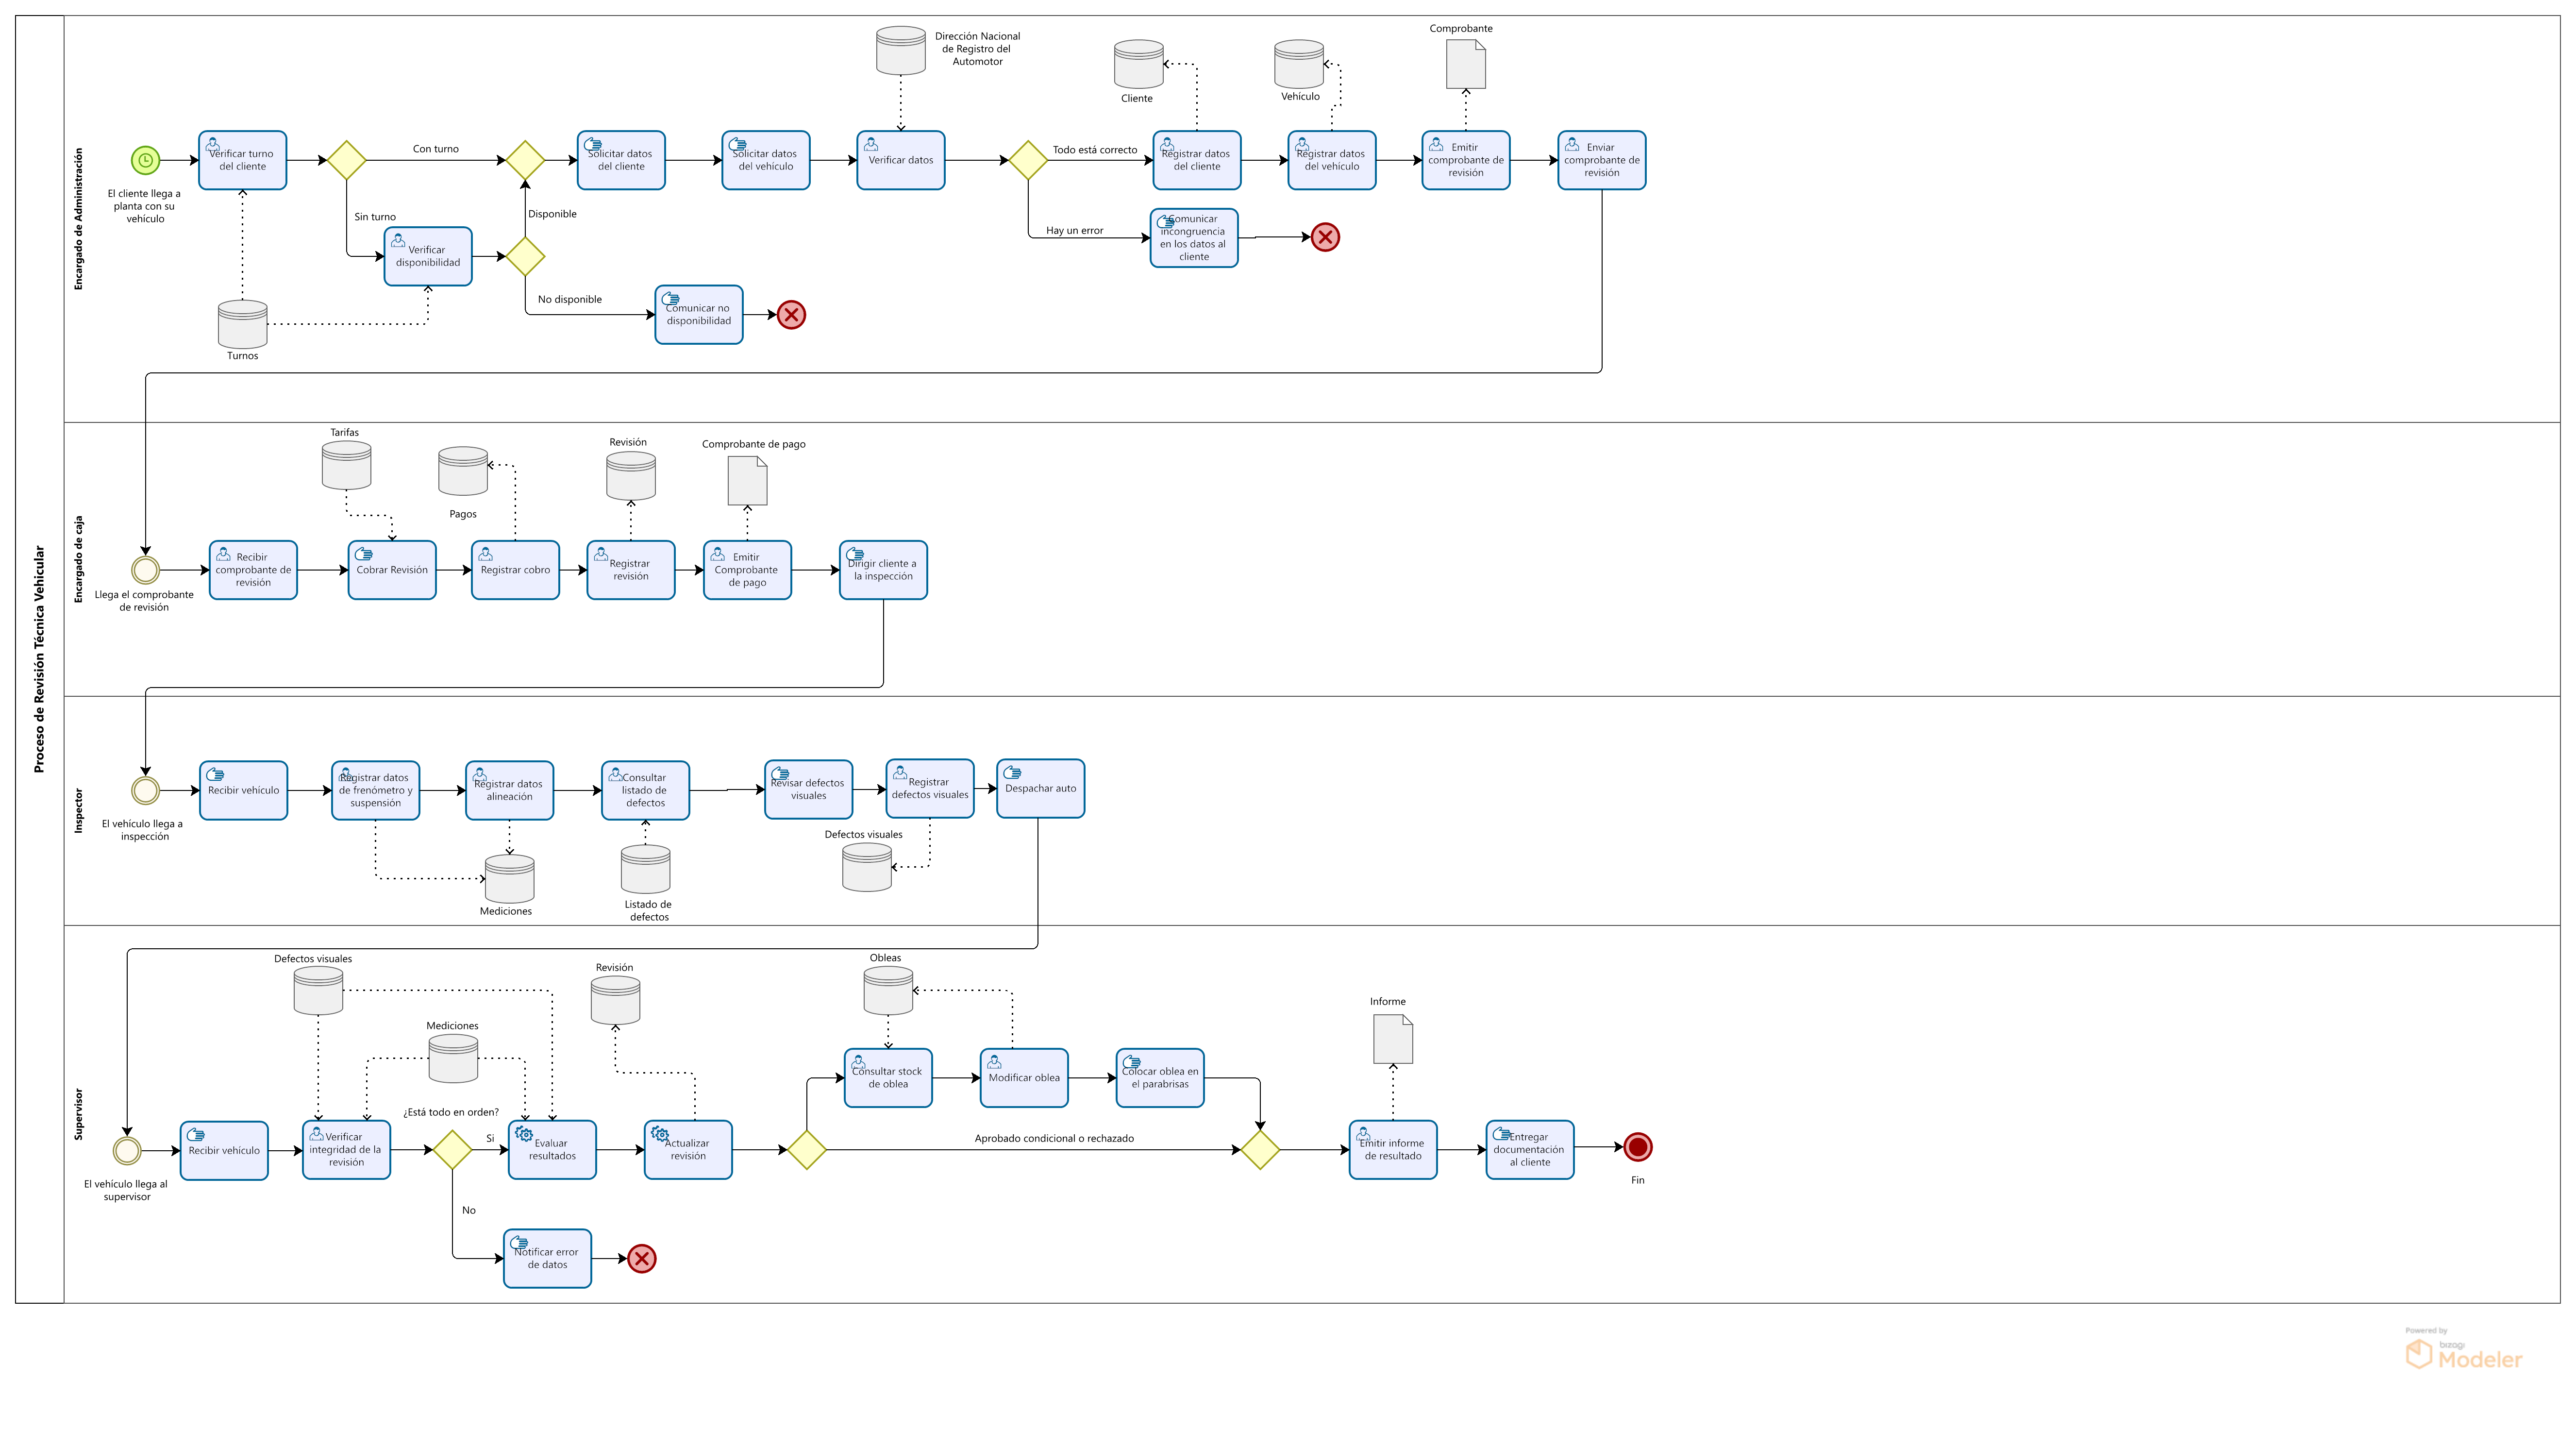 Proceso de Revisión Técnica Vehicular
Encargado de Administración
Dirección Nacional
de Registro del
Automotor
Cliente
Vehículo
Comprobante
El cliente llega a
planta con su
vehículo
Verificar turno
del cliente
Con turno
Sin turno
Verificar
disponibilidad
Disponible
No disponible
Comunicar no
disponibilidad
Turnos
Solicitar datos
del cliente
Solicitar datos
del vehículo
Verificar datos
Todo está correcto
Hay un error
Registrar datos
del cliente
Registrar datos
del vehículo
Emitir
comprobante de
revisión
Enviar
comprobante de
revisión
Comunicar
incongruencia
en los datos al
cliente
Encargado de caja
Tarifas
Pagos
Revisión
Comprobante de pago
Llega el comprobante
de revisión
Recibir
comprobante de
revisión
Cobrar Revisión
Registrar cobro
Registrar
revisión
Emitir
Comprobante
de pago
Dirigir cliente a
la inspección
Inspector
El vehículo llega a
inspección
Recibir vehículo
Registrar datos
de frenómetro y
suspensión
Registrar datos
alineación
Consultar
listado de
defectos
Revisar defectos
visuales
Registrar
defectos visuales
Despachar auto
Mediciones
Listado de
defectos
Defectos visuales
Supervisor
Defectos visuales
Mediciones
Revisión
Obleas
Informe
El vehículo llega al
supervisor
Recibir vehículo
Verificar
integridad de la
revisión
¿Está todo en orden?
Si
No
Evaluar
resultados
Actualizar
revisión
Notificar error
de datos
Consultar stock
de oblea
Modificar oblea
Colocar oblea en
el parabrisas
Aprobado condicional o rechazado
Emitir informe
de resultado
Entregar
documentación
al cliente
Fin
Powered by
bizagi
Modeler